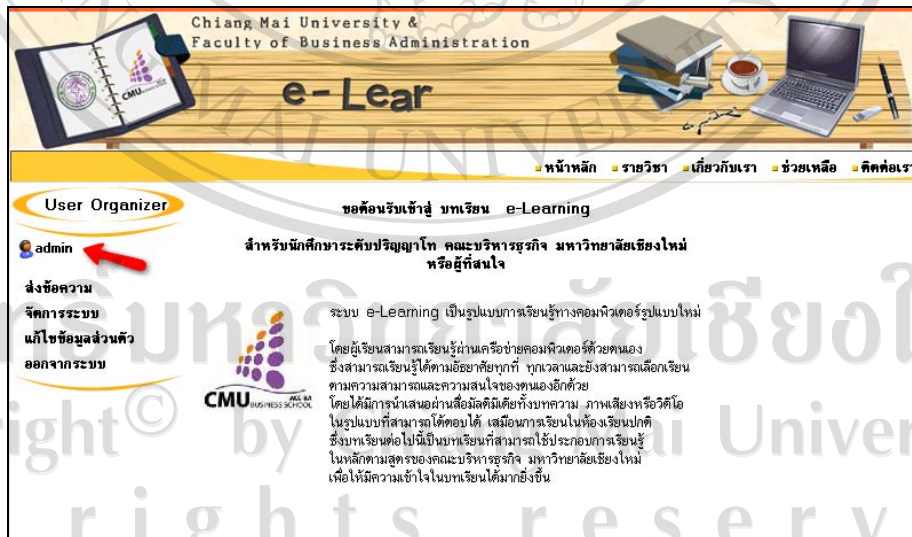 Chiang Mai University &
Faculty of Business Administration
e-Lear
หน้าหลัก รายวิชา เกี่ยวกับเรา ช่วยเหลือ ติดต่อเรา
User Organizer
admin
ส่งข้อความ
จัดการระบบ
แก้ไขข้อมูลส่วนตัว
ออกจากระบบ
ขอต้อนรับเข้าสู่ บทเรียน e-Learning
สำหรับนักศึกษาระดับปริญญาโท คณะบริหารธุรกิจ มหาวิทยาลัยเชียงใหม่
หรือผู้ที่สนใจ
CMU BUSINESS SCHOOL
ระบบ e-Learning เป็นรูปแบบการเรียนรู้ทางคอมพิวเตอร์รูปแบบใหม่
โดยผู้เรียนสามารถเรียนรู้ผ่านเครือข่ายคอมพิวเตอร์ด้วยตนเอง
ซึ่งสามารถเรียนรู้ได้ตามอัธยาศัยทุกที่ ทุกเวลาและยังสามารถเลือกเรียน
ตามความสามารถและความสนใจของตนเองอีกด้วย
โดยได้มีการนำเสนอผ่านสื่อมัลติมีเดียทั้งบทความ ภาพเสียงหรือวิดีโอ
ในรูปแบบที่สามารถโต้ตอบได้ เสมือนการเรียนในห้องเรียนปกติ
ซึ่งบทเรียนต่อไปนี้เป็นบทเรียนที่สามารถใช้ประกอบการเรียนรู้
ในหลักตามสูตรของคณะบริหารธุรกิจ มหาวิทยาลัยเชียงใหม่
เพื่อให้มีความเข้าใจในบทเรียนได้มากยิ่งขึ้น
MAI UNIVERSITY
by Chiang Mai Univer